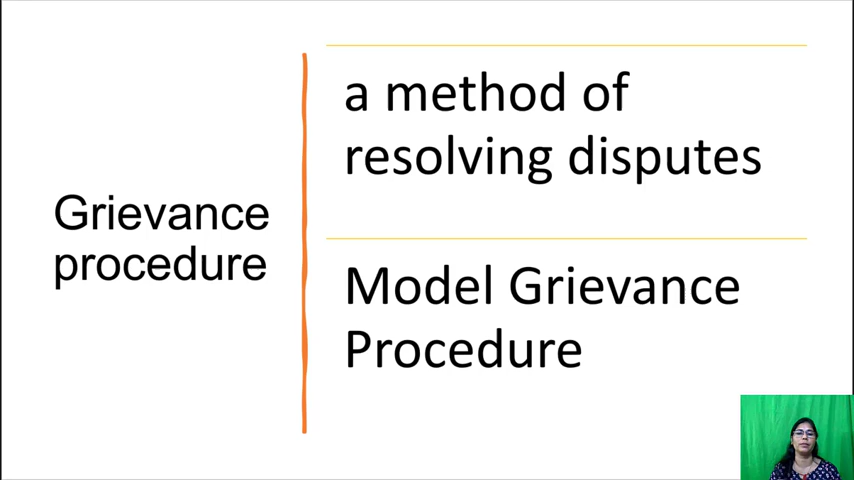 Grievance
procedure
a method of
resolving disputes
Model Grievance
Procedure